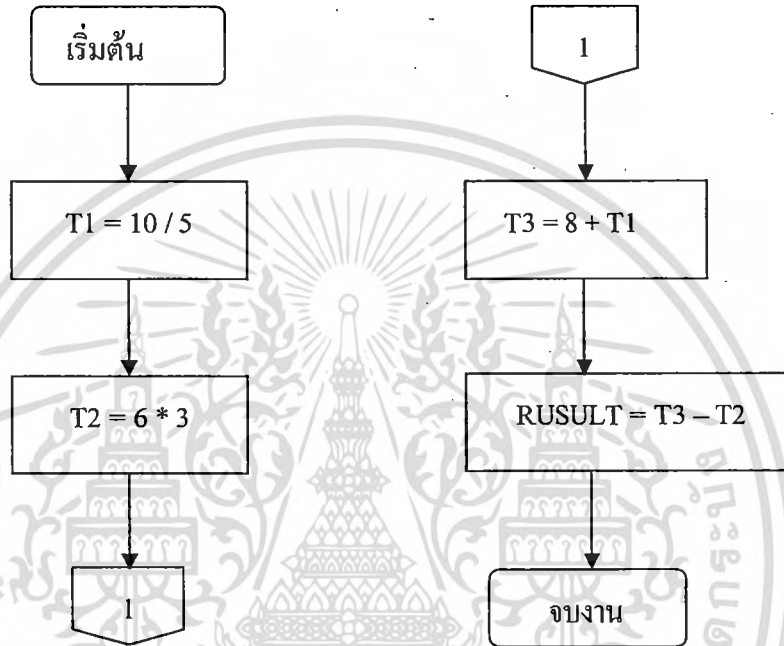 เริ่มต้น
T1 = 10 / 5
T2 = 6 * 3
1
1
T3 = 8 + T1
RUSULT = T3 – T2
จบงาน